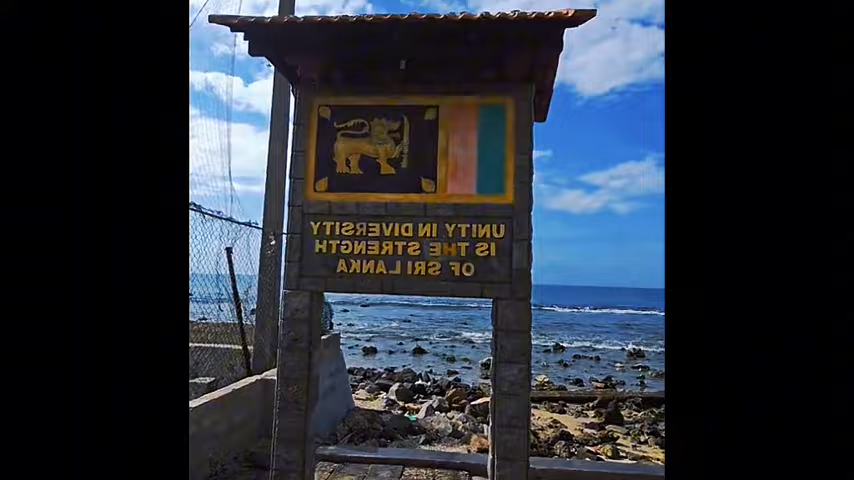 UNITY IN DIVERSITY
IS THE STRENGTH
OF SRI LANKA